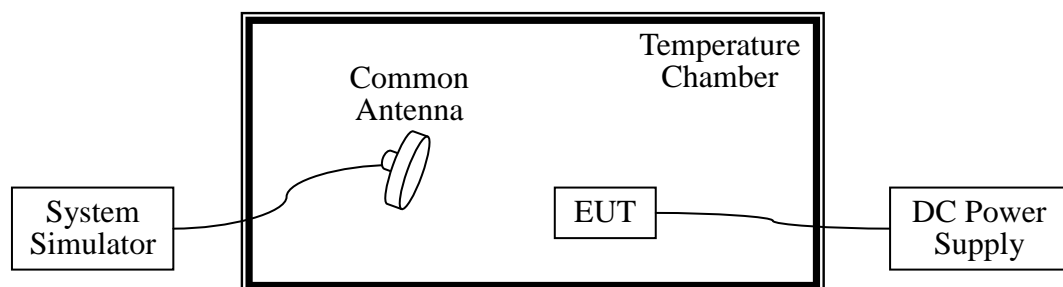 Temperature
Chamber
Common
Antenna
System
Simulator
EUT
DC Power
Supply